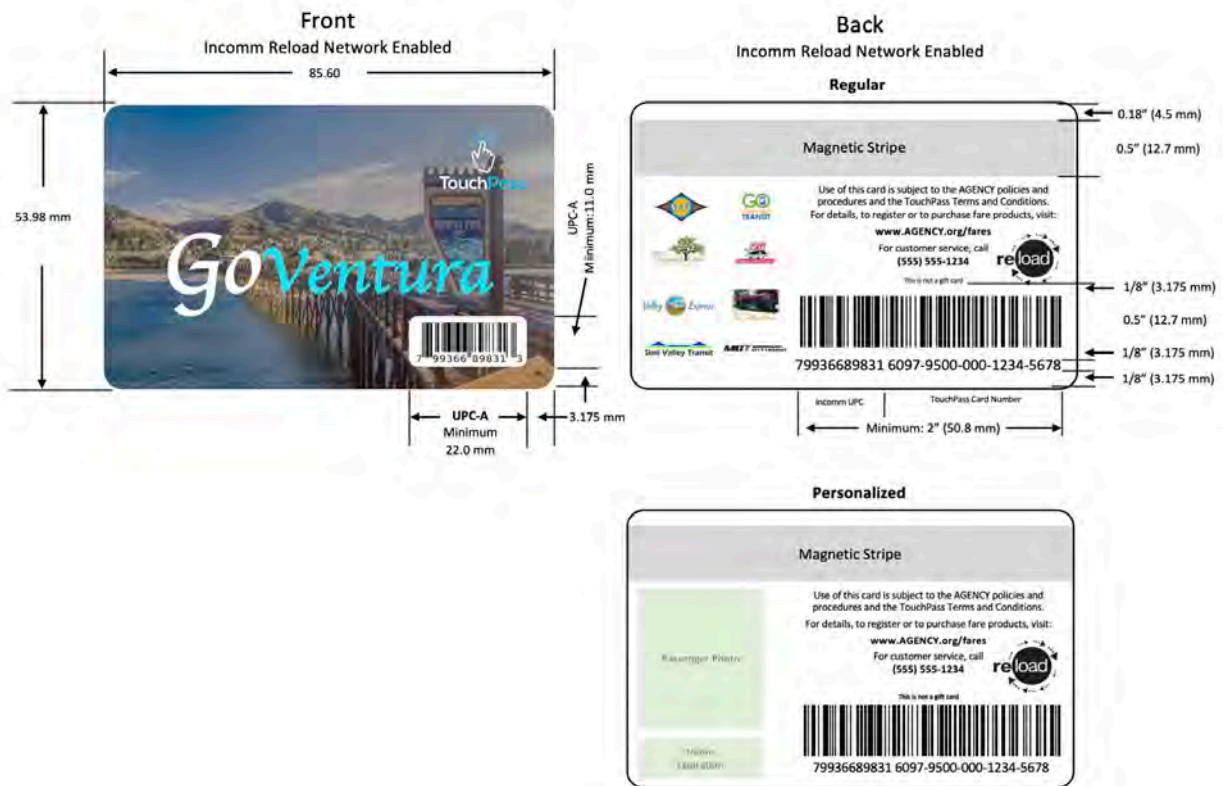 Front
Incomm Reload Network Enabled
85.60
53.98 mm
TouchPass
GoVentura
7 99366 89831 3
UPC-A
Minimum:11.0 mm
UPC-A
Minimum
22.0 mm
3.175 mm
Back
Incomm Reload Network Enabled
Regular
Magnetic Stripe
0.18" (4.5 mm)
0.5" (12.7 mm)
GO
TRANSIT
Valley Express
Simi Valley Transit
Use of this card is subject to the AGENCY policies and
procedures and the TouchPass Terms and Conditions.
For details, to register or to purchase fare products, visit:
www.AGENCY.org/fares
For customer service, call
(555) 555-1234
reload
This is not a gift card
79936689831 6097-9500-000-1234-5678
1/8" (3.175 mm)
0.5" (12.7 mm)
1/8" (3.175 mm)
1/8" (3.175 mm)
Incomm UPC
TouchPass Card Number
Minimum: 2" (50.8 mm)
Personalized
Magnetic Stripe
Passenger Photo
Use of this card is subject to the AGENCY policies and
procedures and the TouchPass Terms and Conditions.
For details, to register or to purchase fare products, visit:
www.AGENCY.org/fares
For customer service, call
(555) 555-1234
reload
This is not a gift card
79936689831 6097-9500-000-1234-5678